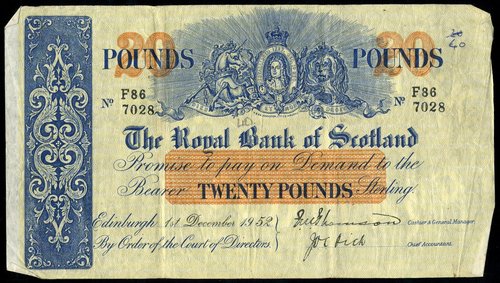 20 POUNDS 20 POUNDS
20
40
F86 F86
Nº 7028 Nº 7028
The Royal Bank of Scotland
Promise to pay on Demand to the
Bearer TWENTY POUNDS Sterling.
Edinburgh 1st December 1952
Cashier & General Manager.
By Order of the Court of Directors.
Chief Accountant.